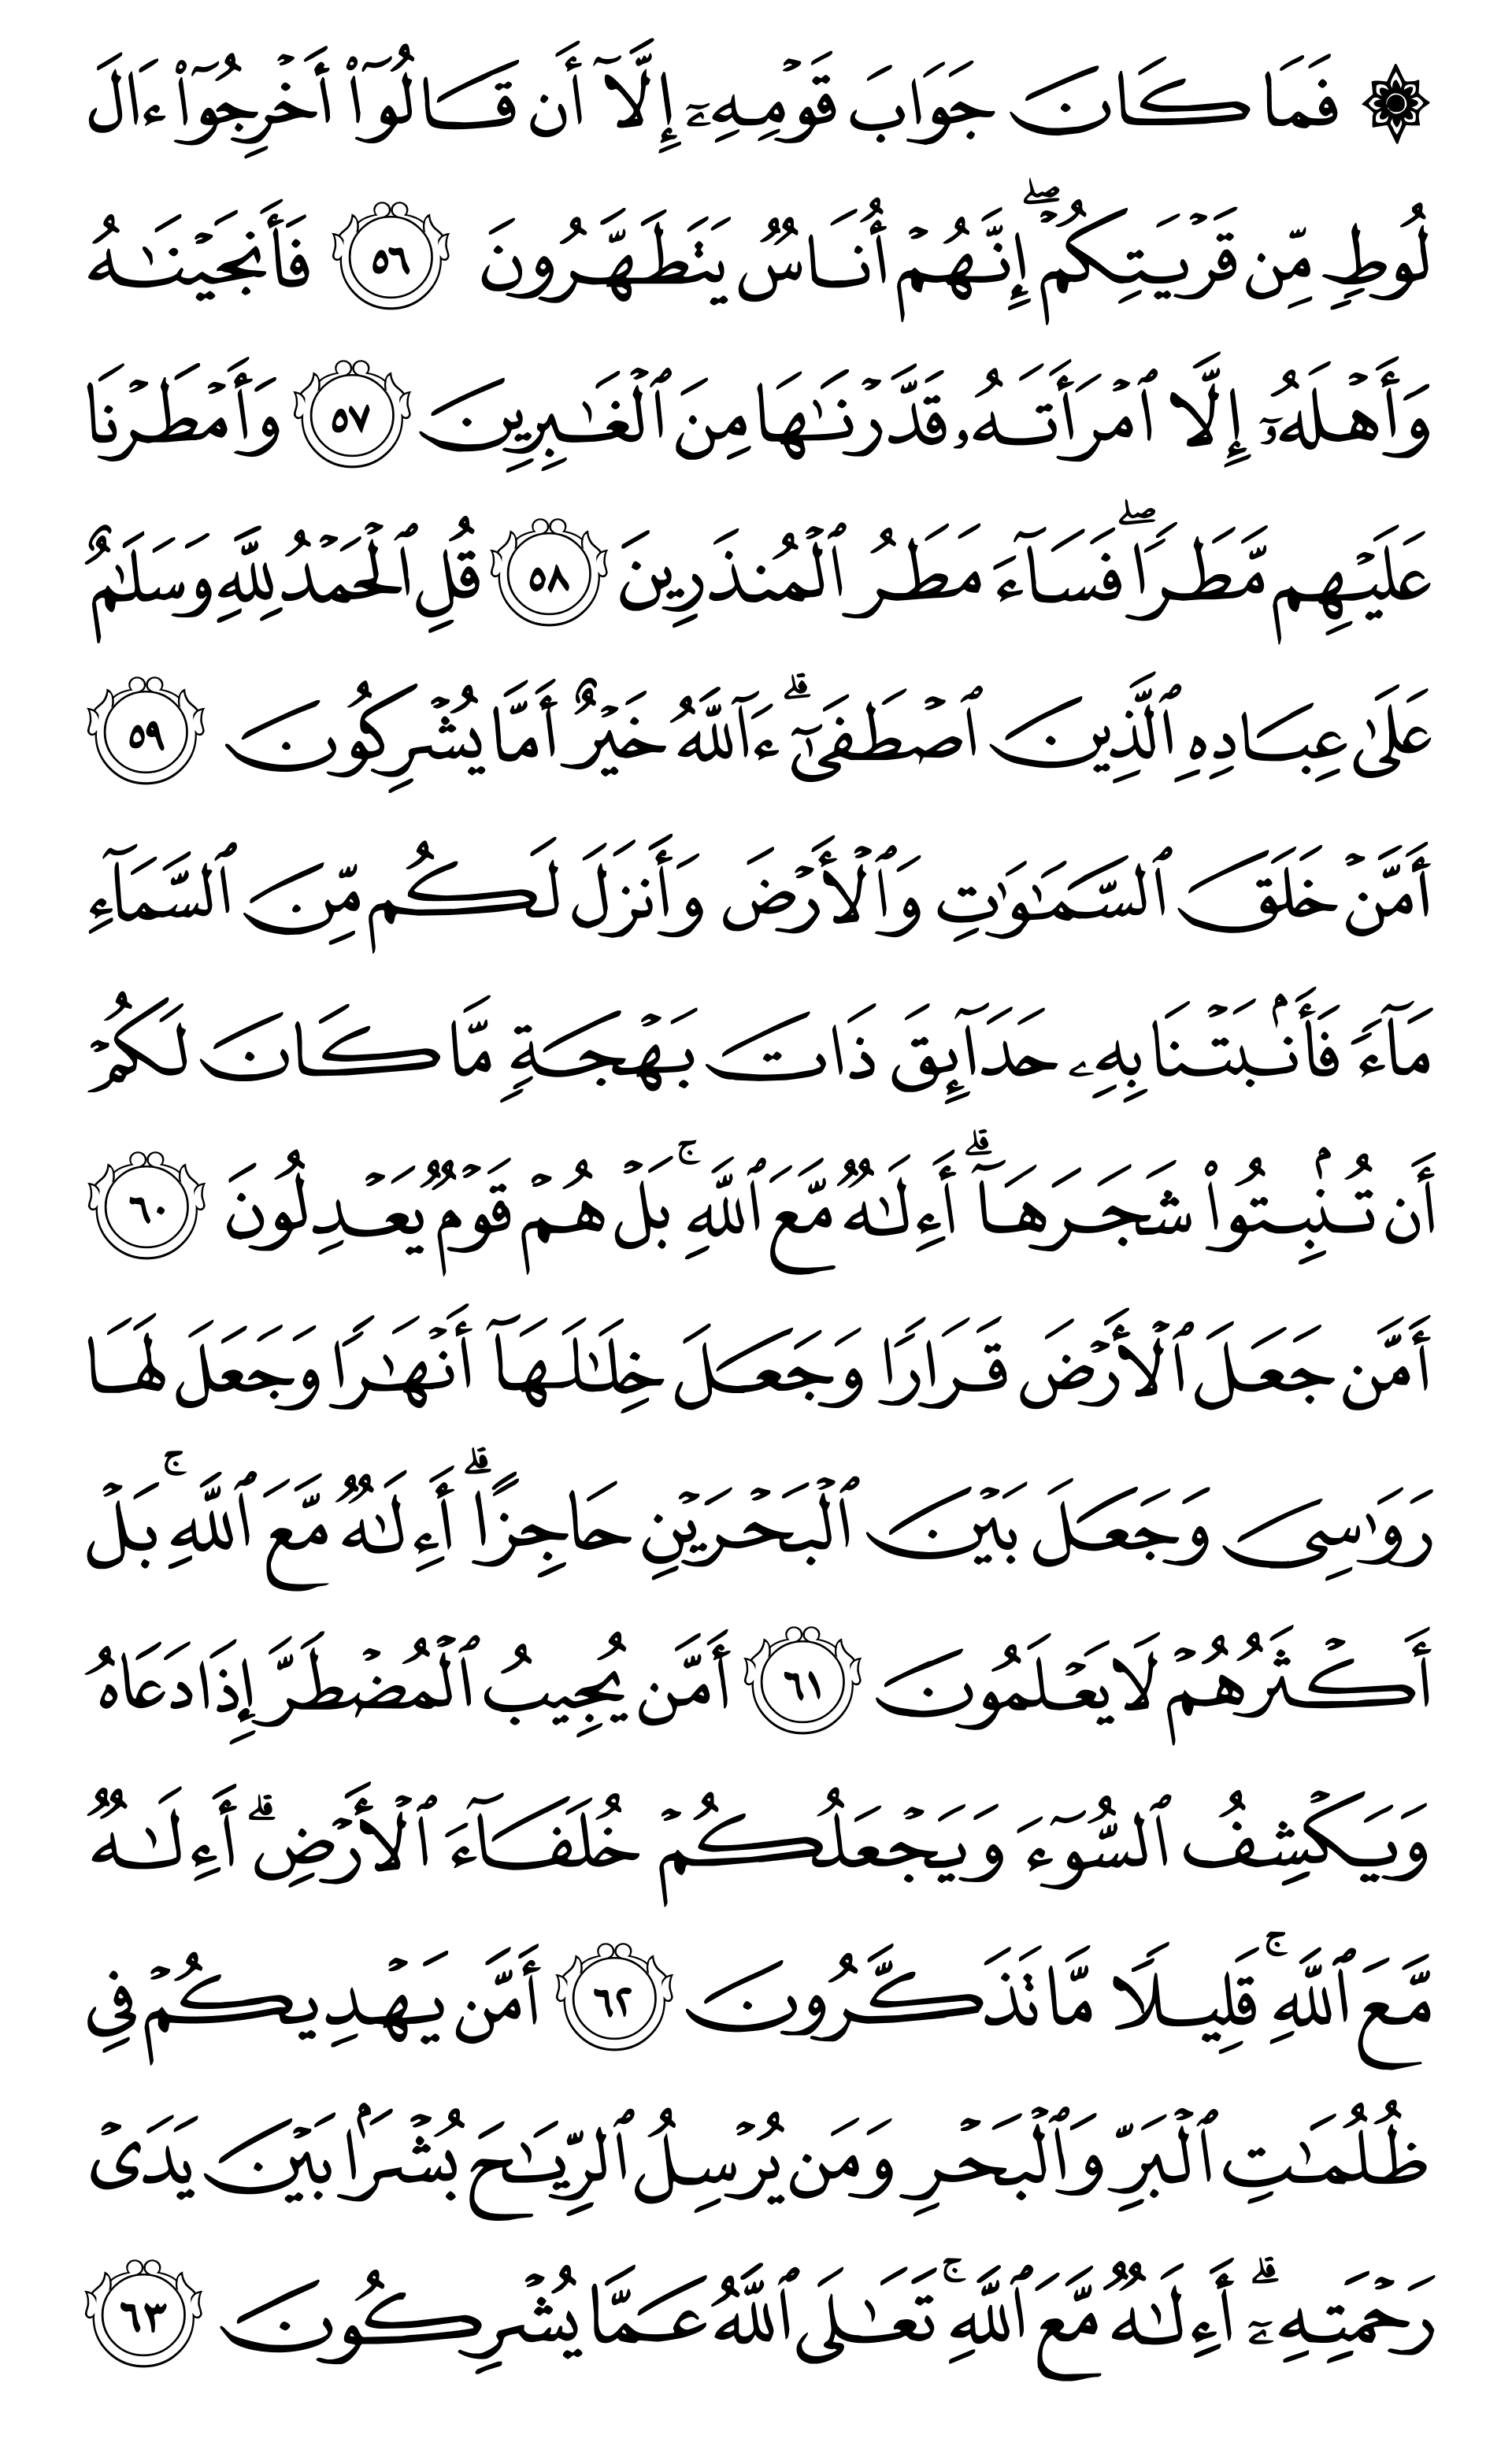 ۞ فَمَا كَانَ جَوَابَ قَوْمِهِۦٓ إِلَّآ أَن قَالُوٓا۟ أَخْرِجُوٓا۟ ءَالَ
لُوطٍ مِّن قَرْيَتِكُمْ ۖ إِنَّهُمْ أُنَاسٌ يَتَطَهَّرُونَ ٥٦ فَأَنجَيْنَـٰهُ
وَأَهْلَهُۥٓ إِلَّا ٱمْرَأَتَهُۥ قَدَّرْنَـٰهَا مِنَ ٱلْغَـٰبِرِينَ ٥٧ وَأَمْطَرْنَا
عَلَيْهِم مَّطَرًا ۖ فَسَآءَ مَطَرُ ٱلْمُنذَرِينَ ٥٨ قُلِ ٱلْحَمْدُ لِلَّهِ وَسَلَـٰمٌ
عَلَىٰ عِبَادِهِ ٱلَّذِينَ ٱصْطَفَىٰٓ ۗ ءَآللَّهُ خَيْرٌ أَمَّا يُشْرِكُونَ ٥٩
أَمَّنْ خَلَقَ ٱلسَّمَـٰوَٰتِ وَٱلْأَرْضَ وَأَنزَلَ لَكُم مِّنَ ٱلسَّمَآءِ
مَآءً فَأَنۢبَتْنَا بِهِۦ حَدَآئِقَ ذَاتَ بَهْجَةٍ مَّا كَانَ لَكُمْ
أَن تُنۢبِتُوا۟ شَجَرَهَآ ۗ أَءِلَـٰهٌ مَّعَ ٱللَّهِ ۚ بَلْ هُمْ قَوْمٌ يَعْدِلُونَ ٦٠
أَمَّن جَعَلَ ٱلْأَرْضَ قَرَارًا وَجَعَلَ خِلَـٰلَهَآ أَنْهَـٰرًا وَجَعَلَ لَهَا
رَوَٰسِىَ وَجَعَلَ بَيْنَ ٱلْبَحْرَيْنِ حَاجِزًا ۗ أَءِلَـٰهٌ مَّعَ ٱللَّهِ ۚ بَلْ
أَكْثَرُهُمْ لَا يَعْلَمُونَ ٦١ أَمَّن يُجِيبُ ٱلْمُضْطَرَّ إِذَا دَعَاهُ
وَيَكْشِفُ ٱلسُّوٓءَ وَيَجْعَلُكُمْ خُلَفَآءَ ٱلْأَرْضِ ۗ أَءِلَـٰهٌ
مَّعَ ٱللَّهِ ۚ قَلِيلًا مَّا تَذَكَّرُونَ ٦٢ أَمَّن يَهْدِيكُمْ فِى
ظُلُمَـٰتِ ٱلْبَرِّ وَٱلْبَحْرِ وَمَن يُرْسِلُ ٱلرِّيَـٰحَ بُشْرًۢا بَيْنَ يَدَىْ
رَحْمَتِهِۦٓ ۗ أَءِلَـٰهٌ مَّعَ ٱللَّهِ ۚ تَعَـٰلَى ٱللَّهُ عَمَّا يُشْرِكُونَ ٦٣